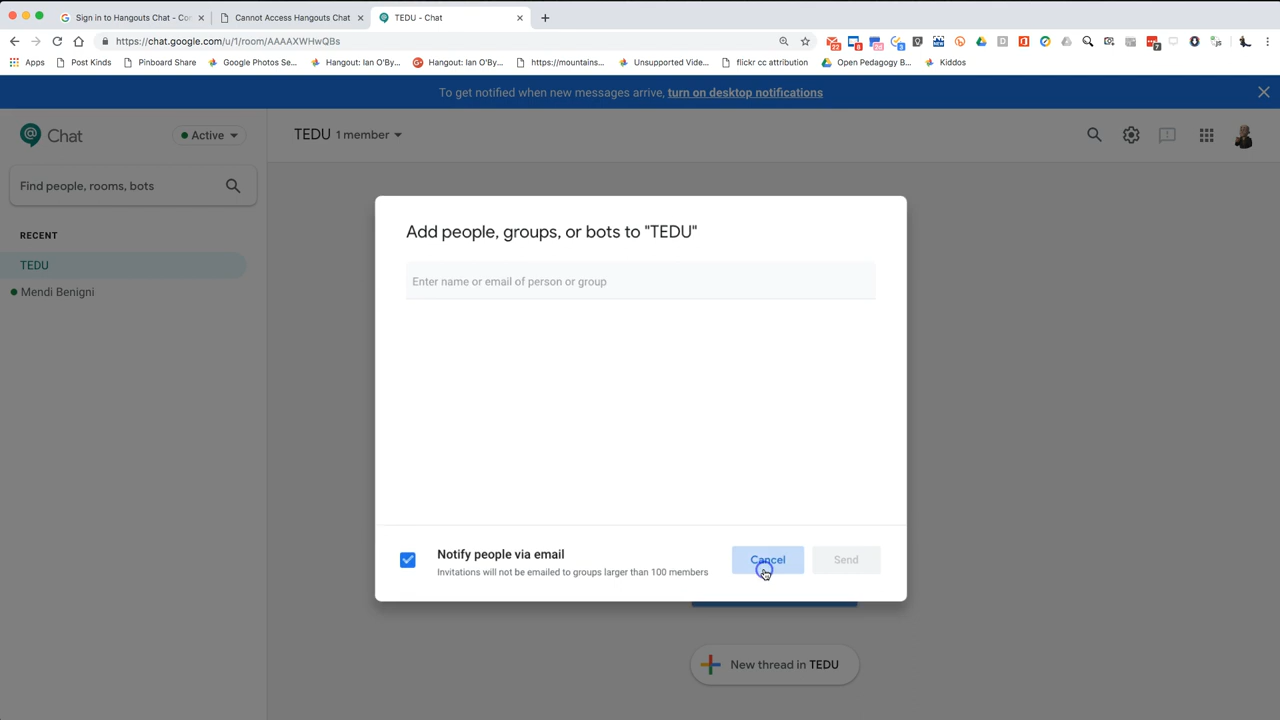 Sign in to Hangouts Chat - Co
Cannot Access Hangouts Chat
TEDU - Chat
https://chat.google.com/u/1/room/AAAAXWHwQBs
22
8
24
3
7
Apps
Post Kinds
Pinboard Share
Google Photos Se...
Hangout: Ian O'By...
Hangout: Ian O'By...
https://mountains...
Unsupported Vide...
flickr cc attribution
Open Pedagogy B...
Kiddos
To get notified when new messages arrive, turn on desktop notifications
Chat
Active
TEDU 1 member
Find people, rooms, bots
RECENT
TEDU
Mendi Benigni
Add people, groups, or bots to "TEDU"
Enter name or email of person or group
Notify people via email
Invitations will not be emailed to groups larger than 100 members
Cancel
Send
New thread in TEDU